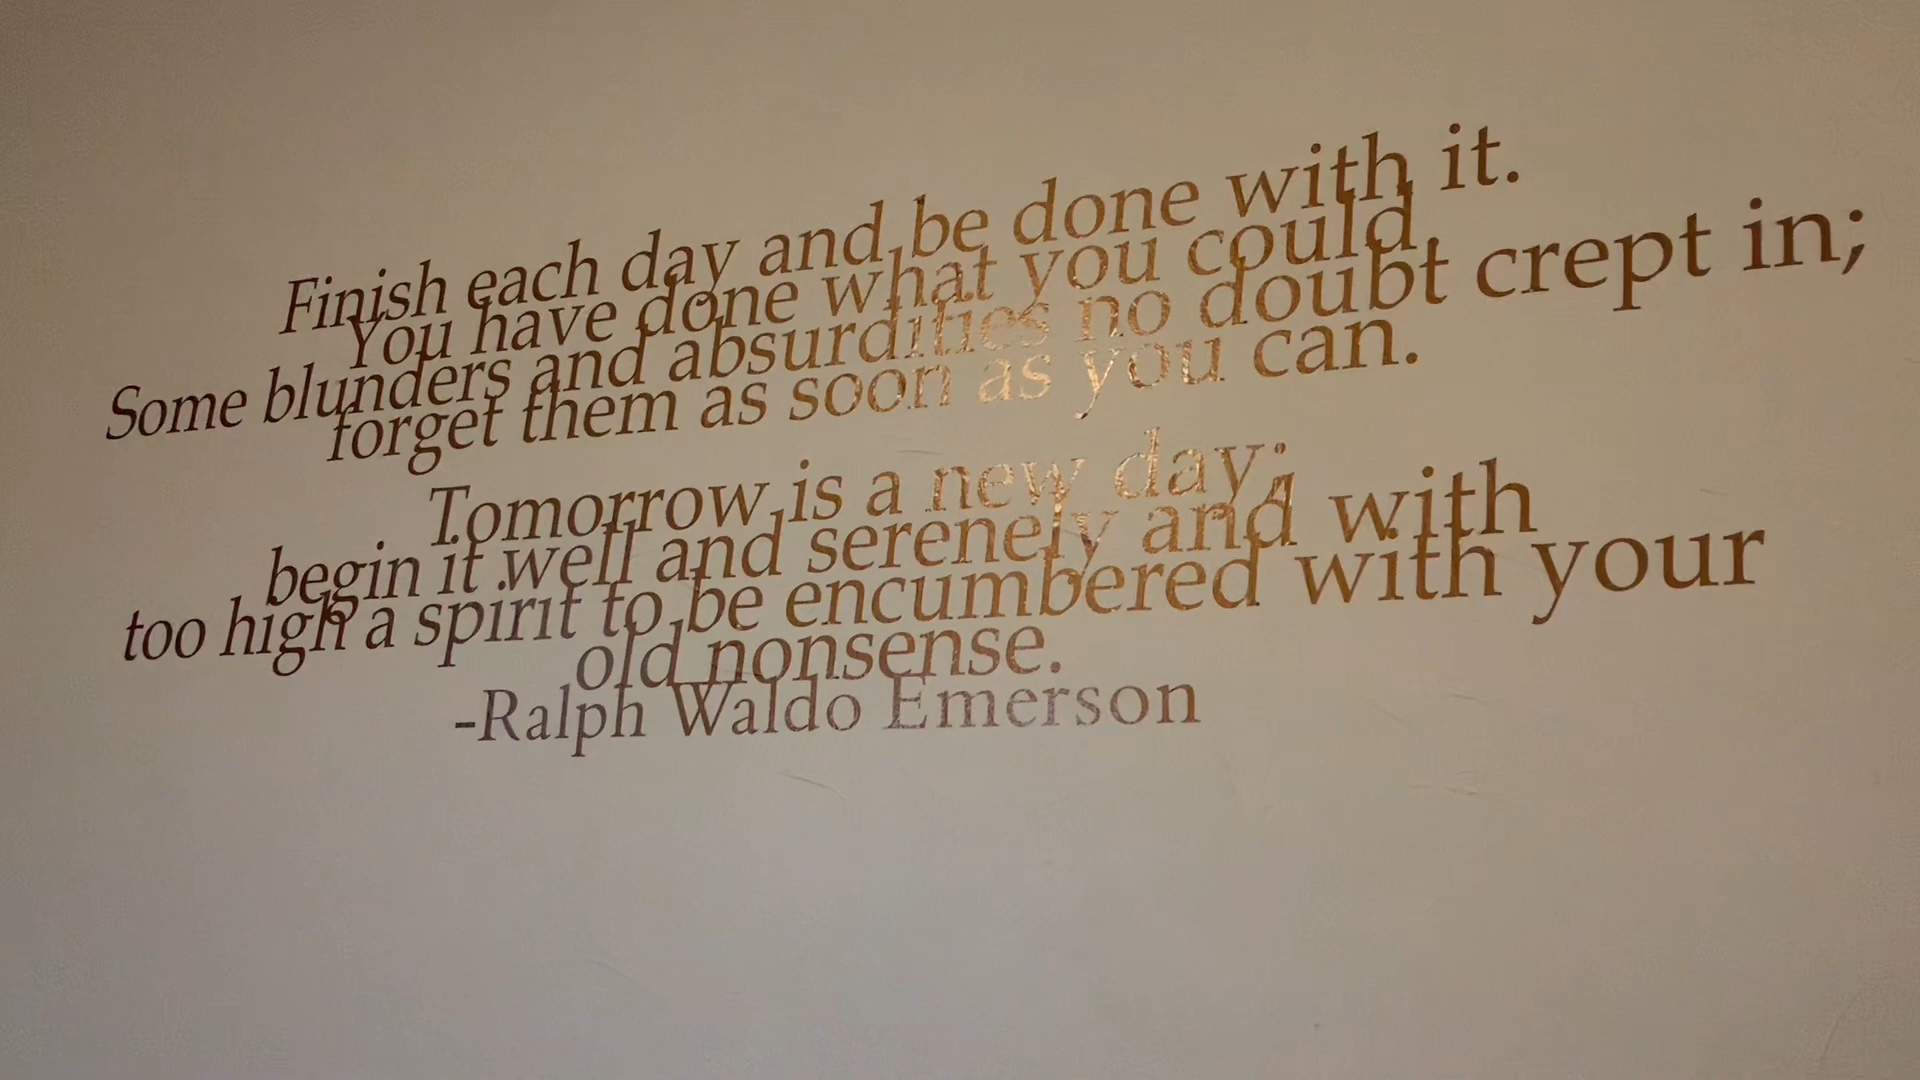 Finish each day and be done with it.
You have done what you could.
Some blunders and absurdities no doubt crept in;
forget them as soon as you can.
Tomorrow is a new day;
begin it well and serenely and with
too high a spirit to be encumbered with your
old nonsense.
-Ralph Waldo Emerson